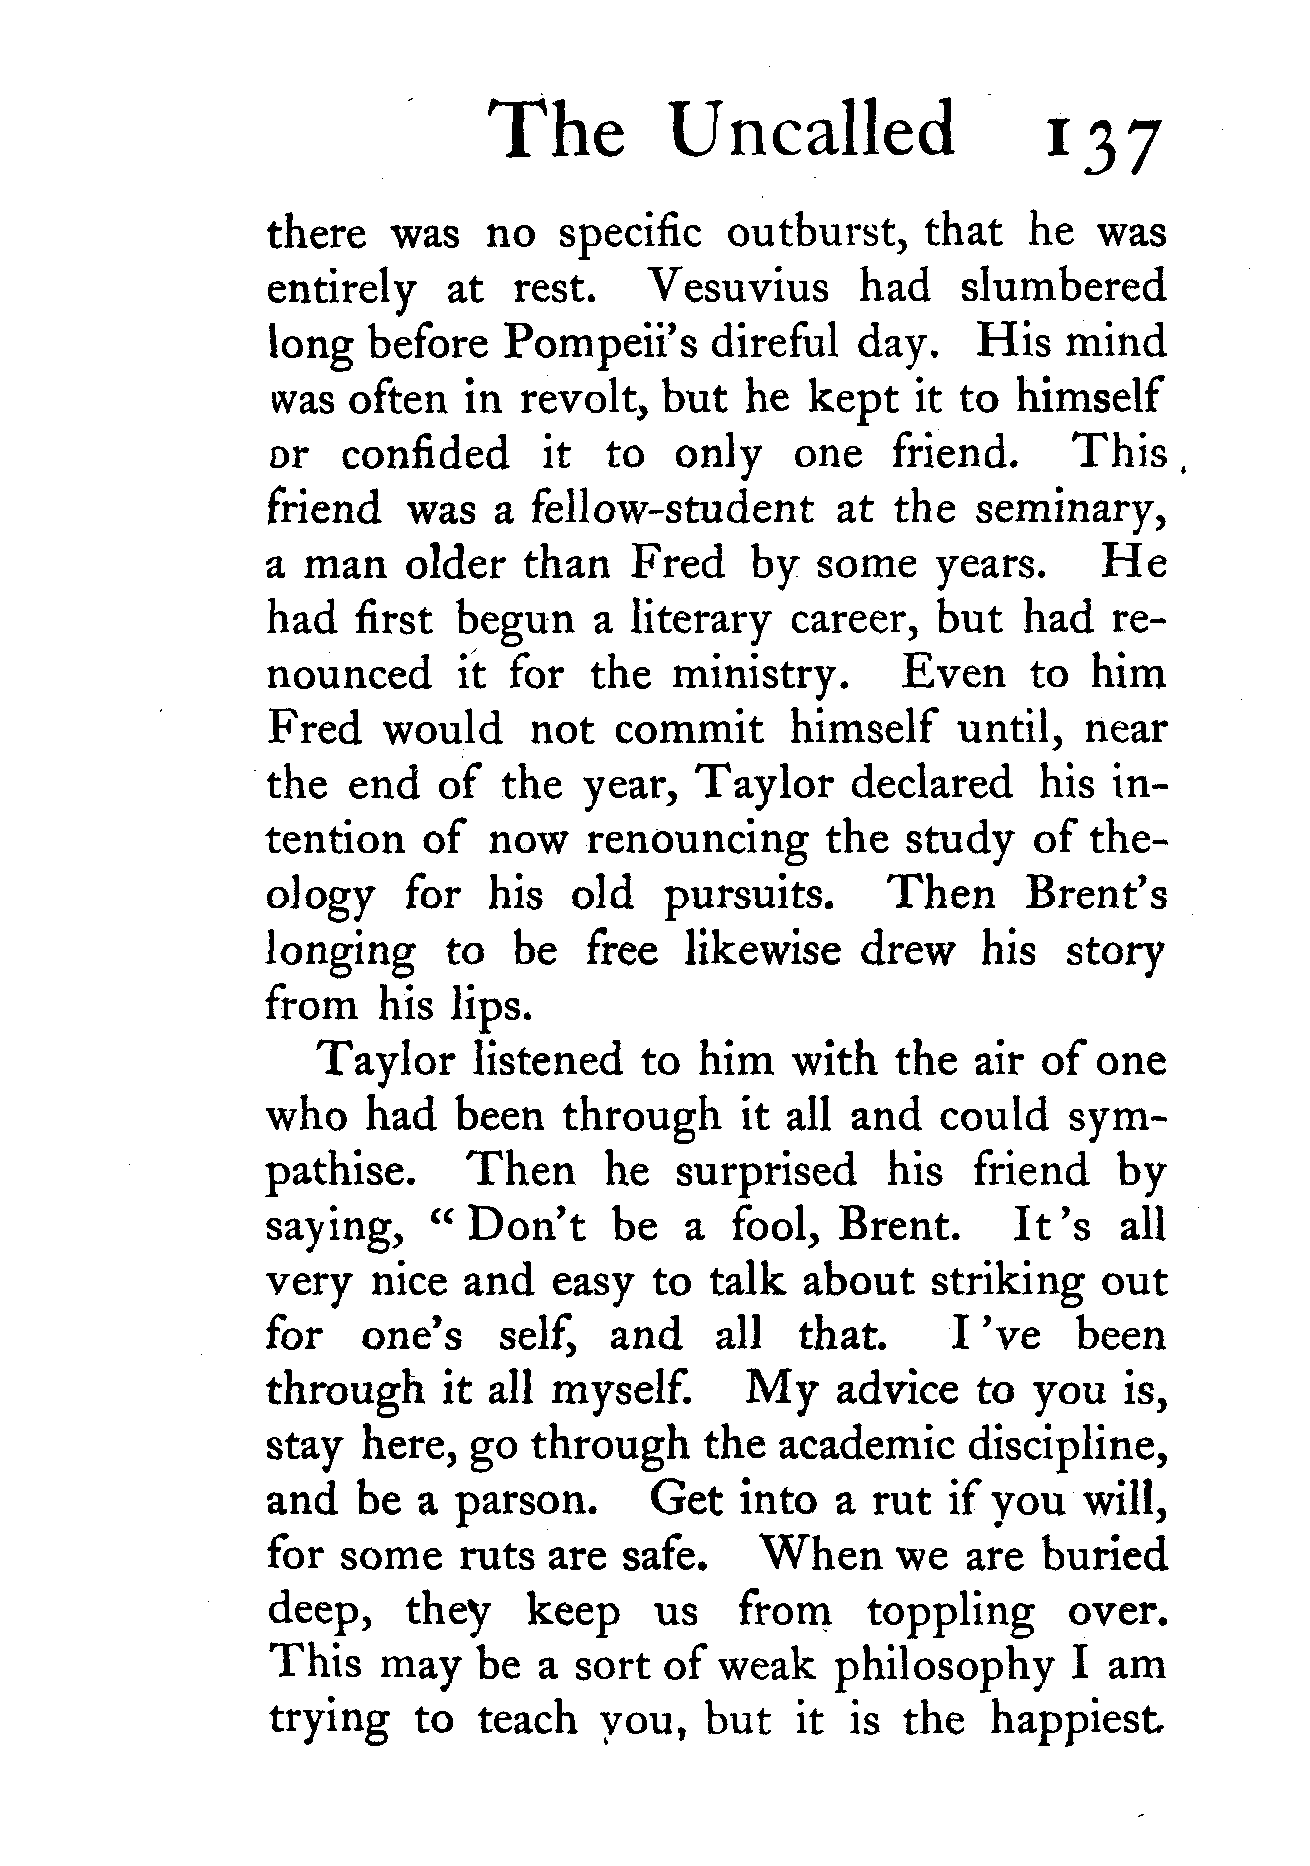 The Uncalled 137
there was no specific outburst, that he was
entirely at rest. Vesuvius had slumbered
long before Pompeii's direful day. His mind
was often in revolt, but he kept it to himself
or confided it to only one friend. This
friend was a fellow-student at the seminary,
a man older than Fred by some years. He
had first begun a literary career, but had re-
nounced it for the ministry. Even to him
Fred would not commit himself until, near
the end of the year, Taylor declared his in-
tention of now renouncing the study of the-
ology for his old pursuits. Then Brent's
longing to be free likewise drew his story
from his lips.
Taylor listened to him with the air of one
who had been through it all and could sym-
pathise. Then he surprised his friend by
saying, “ Don't be a fool, Brent. It 's all
very nice and easy to talk about striking out
for one's self, and all that. I 've been
through it all myself. My advice to you is,
stay here, go through the academic discipline,
and be a parson. Get into a rut if you will,
for some ruts are safe. When we are buried
deep, they keep us from toppling over.
This may be a sort of weak philosophy I am
trying to teach you, but it is the happiest